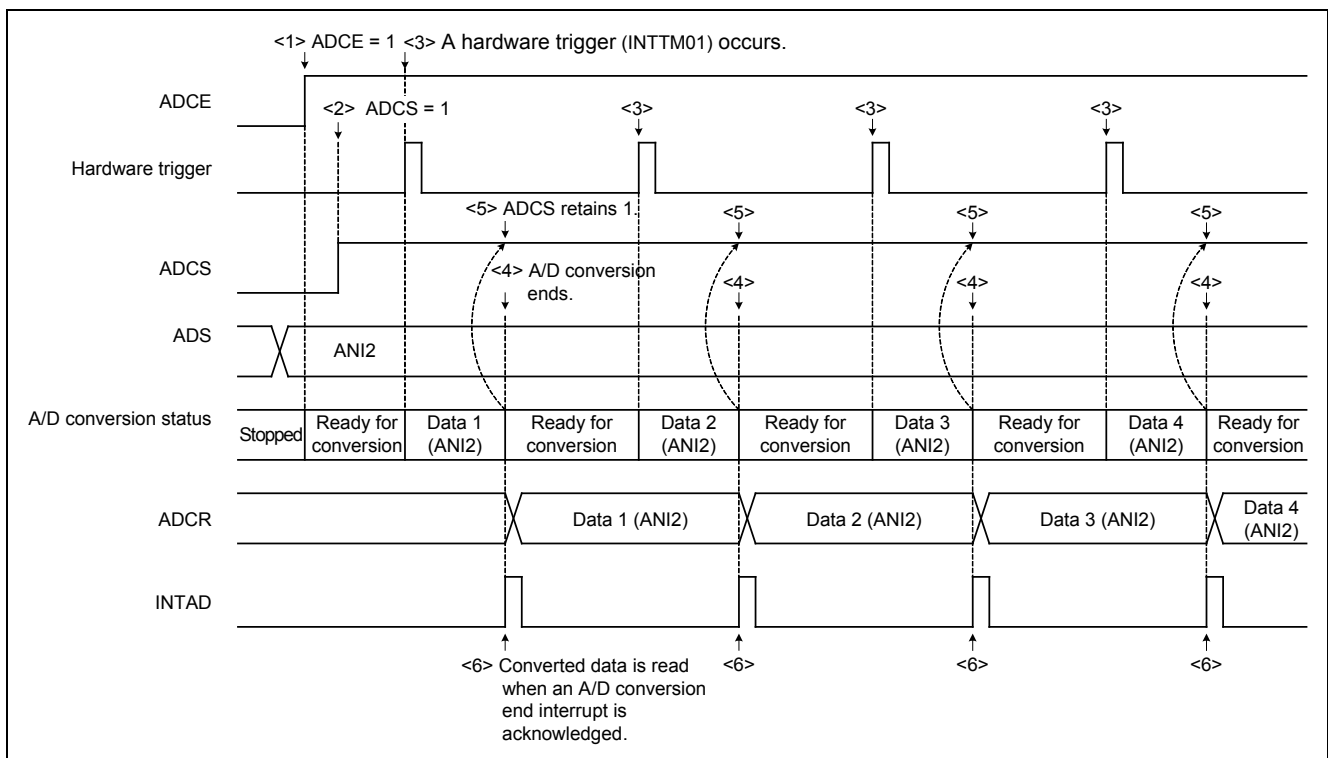 <1> ADCE = 1 <3> A hardware trigger (INTTM01) occurs.
ADCE
<2> ADCS = 1 <3> <3> <3>
Hardware trigger
<5> ADCS retains 1. <5> <5> <5>
ADCS
<4> A/D conversion
ends.
<4> <4> <4>
ADS
ANI2
A/D conversion status
Stopped
Ready for
conversion
Data 1
(ANI2)
Ready for
conversion
Data 2
(ANI2)
Ready for
conversion
Data 3
(ANI2)
Ready for
conversion
Data 4
(ANI2)
Ready for
conversion
ADCR
Data 1 (ANI2)
Data 2 (ANI2)
Data 3 (ANI2)
Data 4
(ANI2)
INTAD
<6> Converted data is read
when an A/D conversion
end interrupt is
acknowledged.
<6> <6> <6>